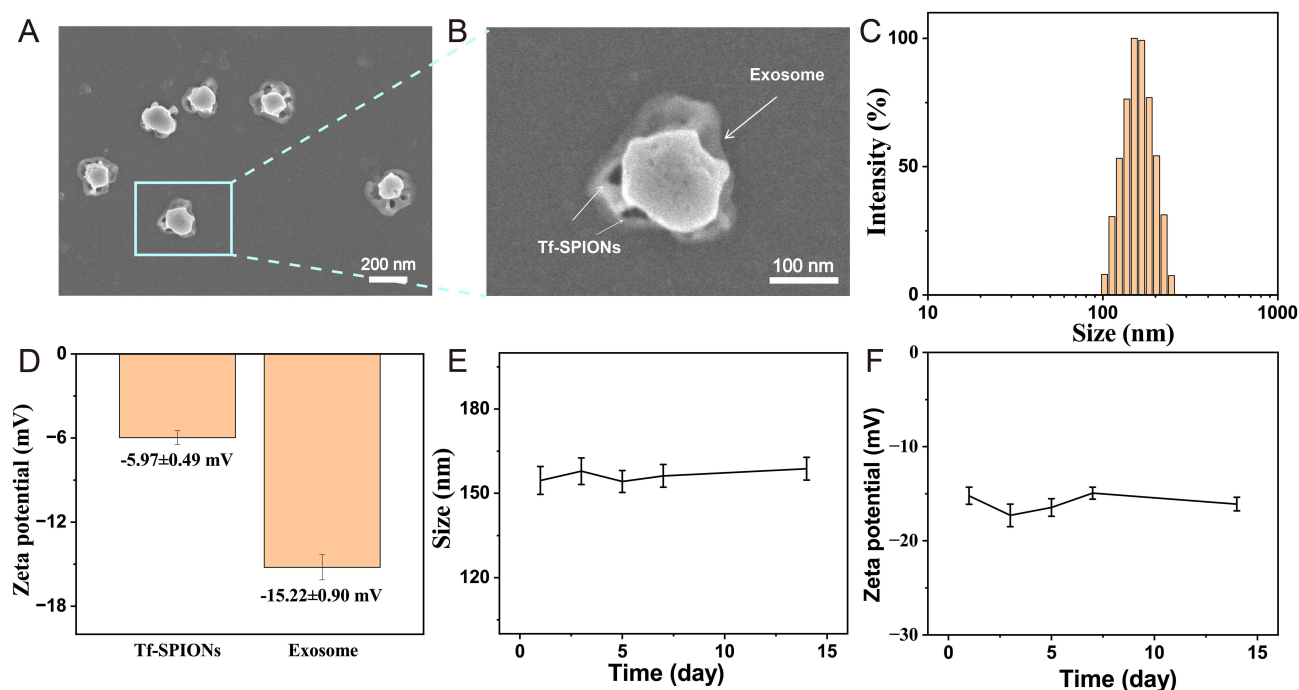 A
200 nm
B
Exosome
Tf-SPIONs
100 nm
C
Intensity (%)
100
50
0
10
100
1000
Size (nm)
D
Zeta potential (mV)
0
−6
−12
−18
-5.97±0.49 mV
-15.22±0.90 mV
Tf-SPIONs
Exosome
E
Size (nm)
180
150
120
0
5
10
15
Time (day)
F
Zeta potential (mV)
0
−10
−20
−30
0
5
10
15
Time (day)